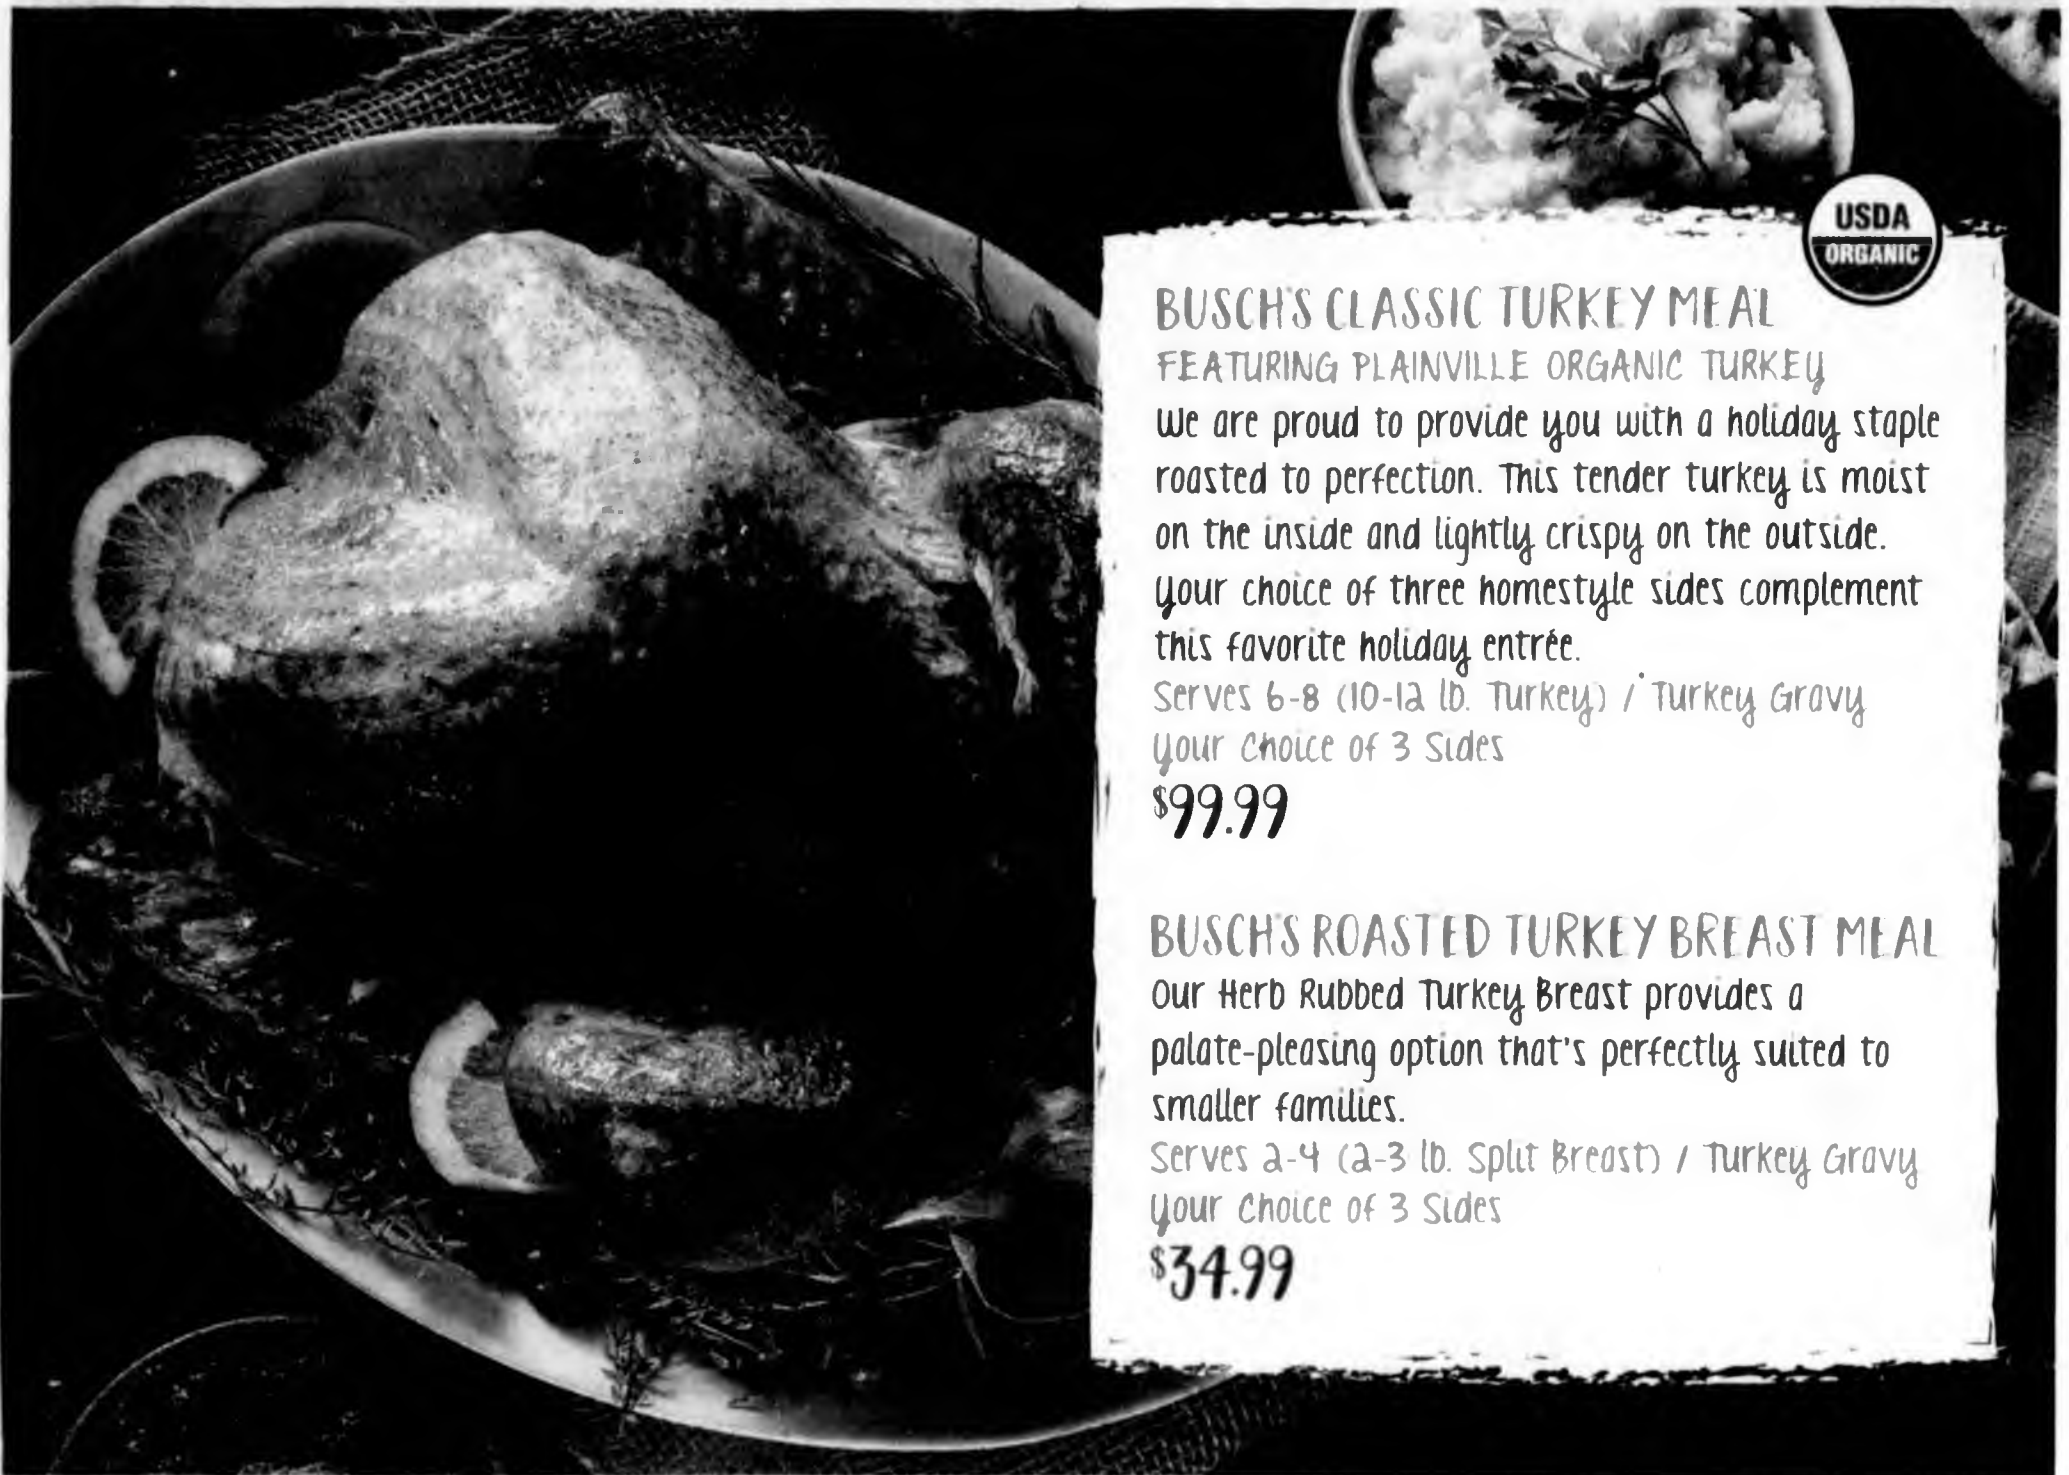 USDA
ORGANIC
BUSCH'S CLASSIC TURKEY MEAL
FEATURING PLAINVILLE ORGANIC TURKEY
We are proud to provide you with a holiday staple
roasted to perfection. This tender turkey is moist
on the inside and lightly crispy on the outside.
Your choice of three homestyle sides complement
this favorite holiday entrée.
Serves 6-8 (10-12 lb. Turkey) / Turkey Gravy
Your Choice of 3 Sides
$99.99
BUSCH'S ROASTED TURKEY BREAST MEAL
Our Herb Rubbed Turkey Breast provides a
palate-pleasing option that's perfectly suited to
smaller families.
Serves 2-4 (2-3 lb. Split Breast) / Turkey Gravy
Your Choice of 3 Sides
$34.99